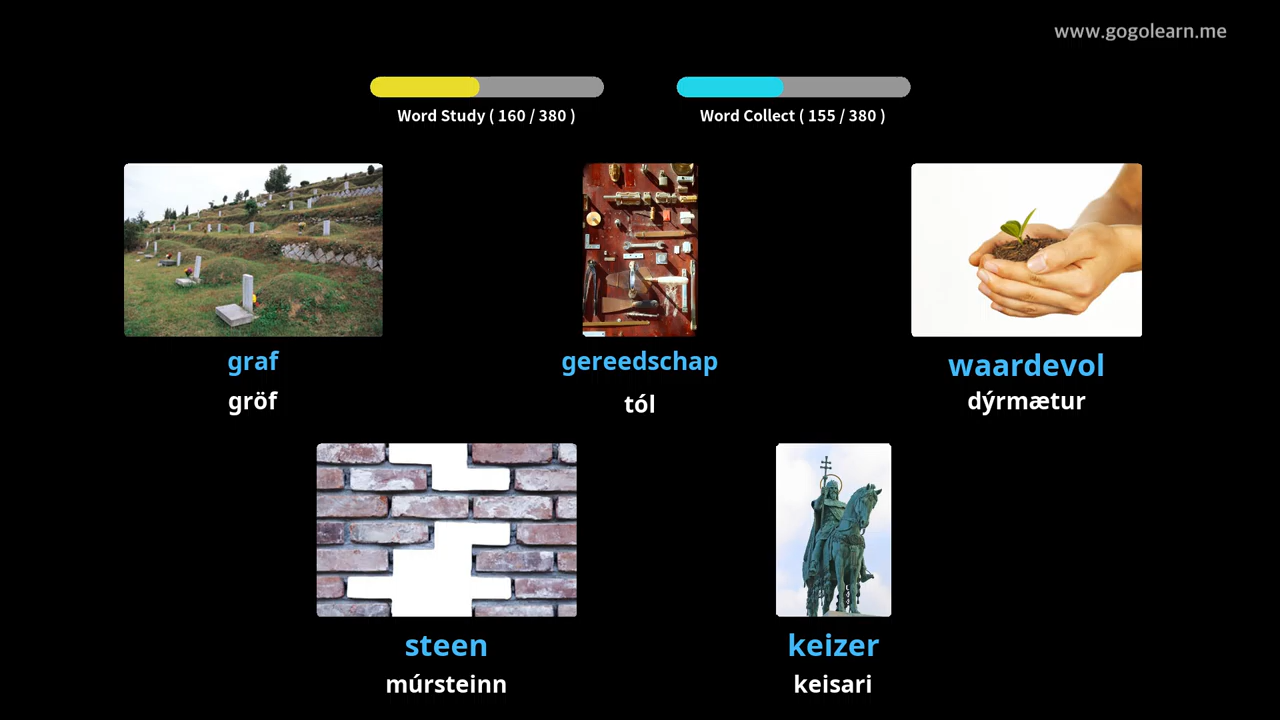 www.gogolearn.me
Word Study ( 160 / 380 )
Word Collect ( 155 / 380 )
graf
gröf
gereedschap
tól
waardevol
dýrmætur
steen
múrsteinn
keizer
keisari